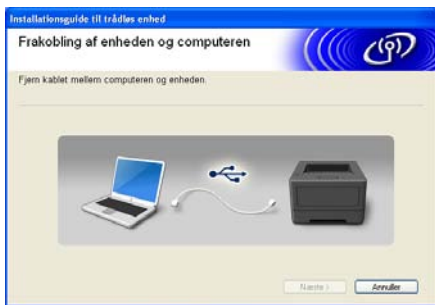 Installationsguide til trådløs enhed
Frakobling af enheden og computeren
Fjern kablet mellem computeren og enheden.
Næste >
Annuller